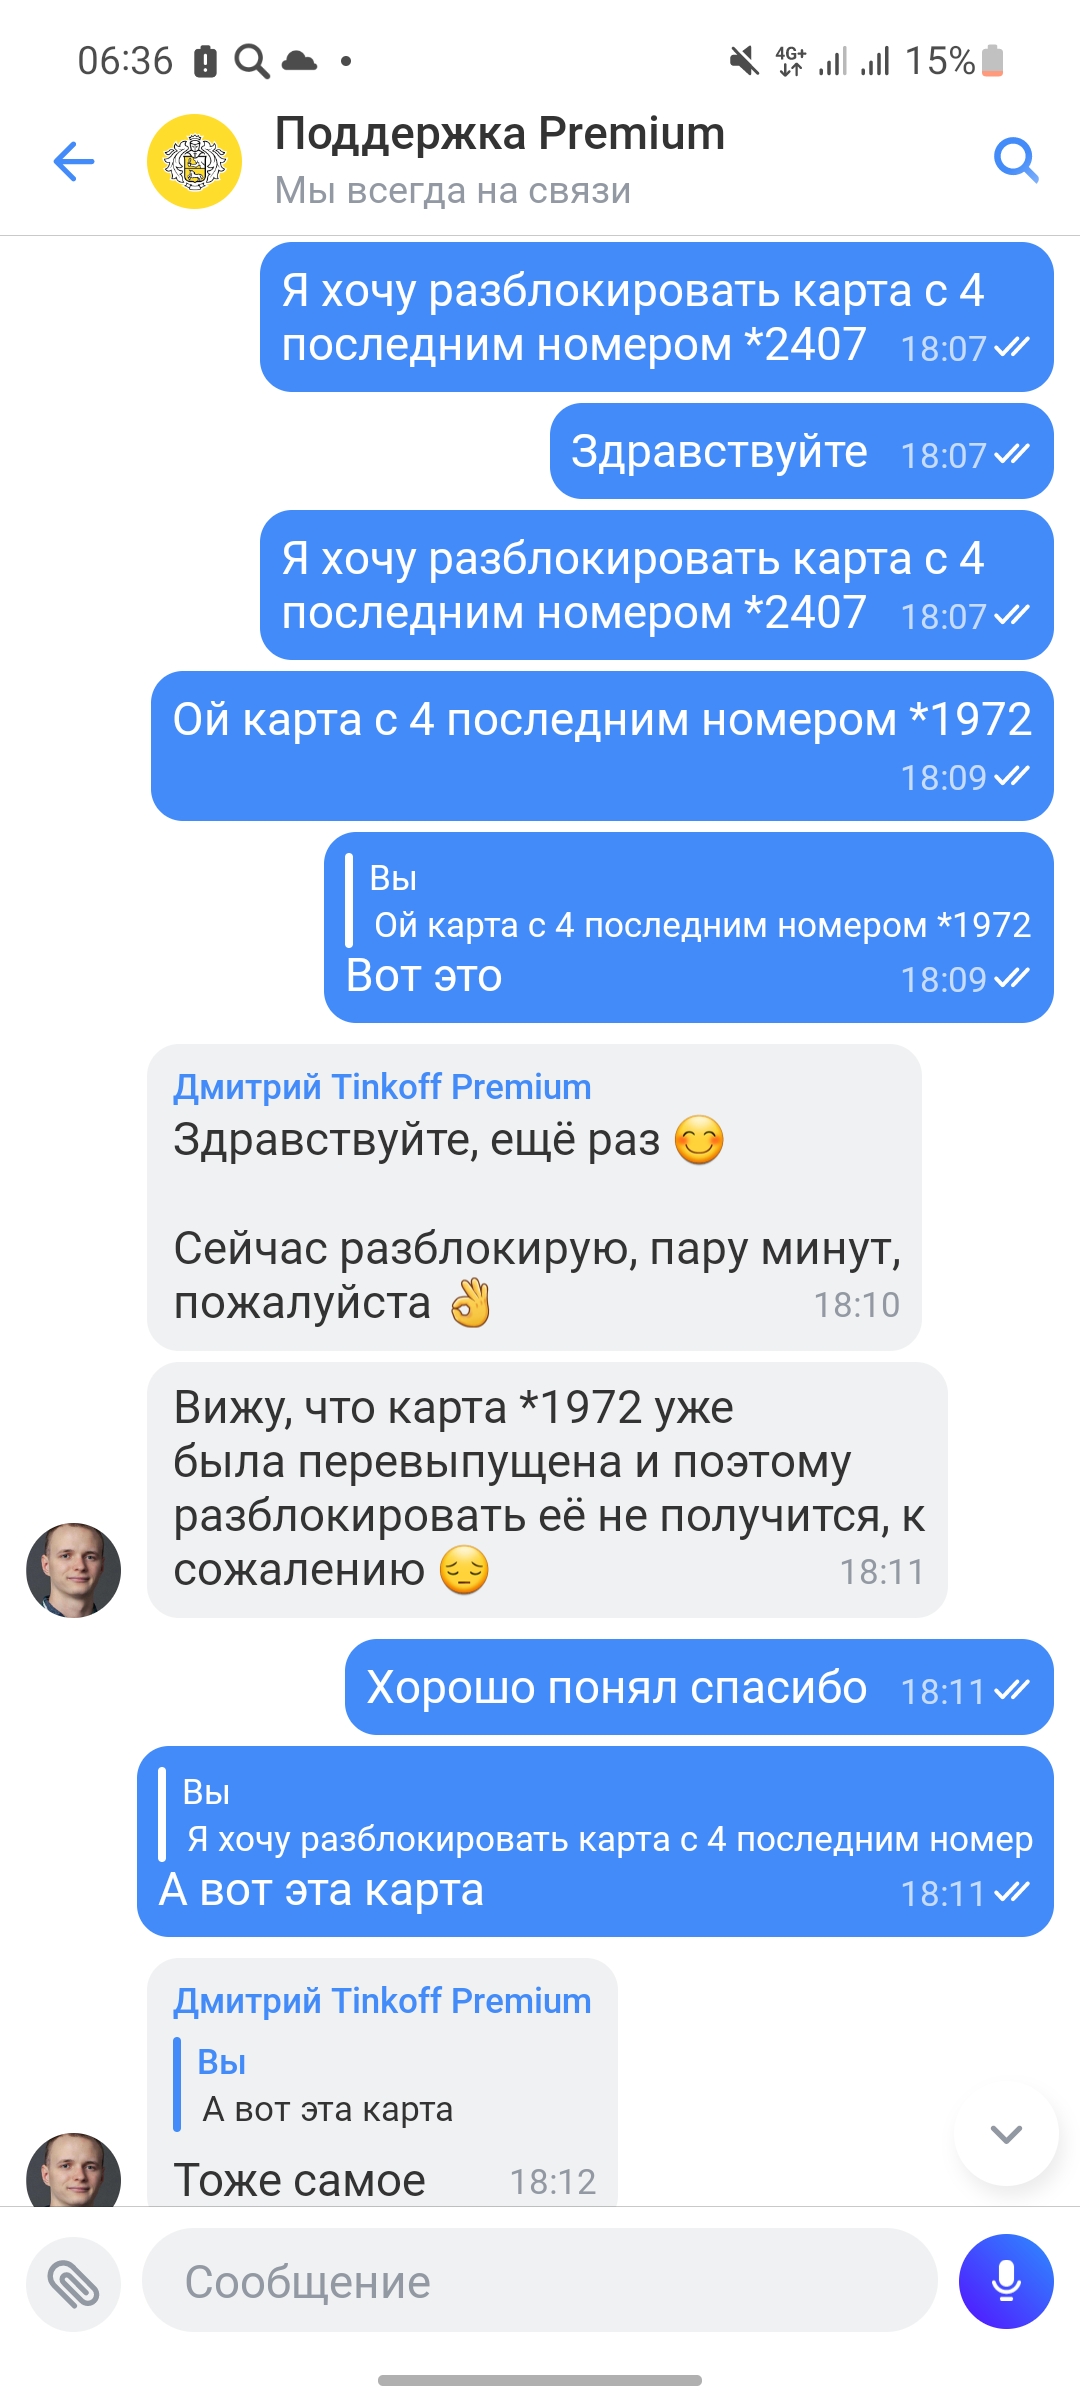 06:36
4G+
15%
Поддержка Premium
Мы всегда на связи
Я хочу разблокировать карта с 4
последним номером *2407 18:07
Здравствуйте 18:07
Я хочу разблокировать карта с 4
последним номером *2407 18:07
Ой карта с 4 последним номером *1972
18:09
Вы
Ой карта с 4 последним номером *1972
Вот это 18:09
Дмитрий Tinkoff Premium
Здравствуйте, ещё раз 😊
Сейчас разблокирую, пару минут,
пожалуйста 👌 18:10
Вижу, что карта *1972 уже
была перевыпущена и поэтому
разблокировать её не получится, к
сожалению 😔 18:11
Хорошо понял спасибо 18:11
Вы
Я хочу разблокировать карта с 4 последним номер
А вот эта карта 18:11
Дмитрий Tinkoff Premium
Вы
А вот эта карта
Тоже самое 18:12
Сообщение